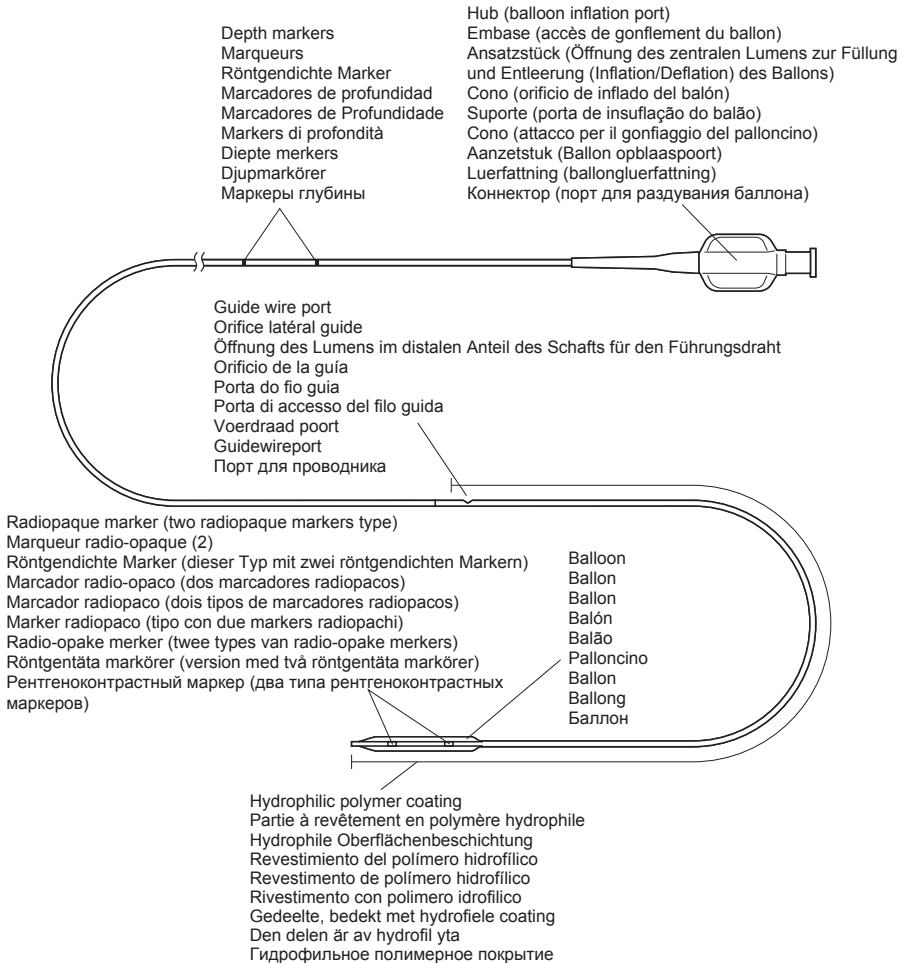 Depth markers
Marqueurs
Röntgendichte Marker
Marcadores de profundidad
Marcadores de Profundidade
Markers di profondità
Diepte merkers
Djupmarkörer
Маркеры глубины
Hub (balloon inflation port)
Embase (accès de gonflement du ballon)
Ansatzstück (Öffnung des zentralen Lumens zur Füllung
und Entleerung (Inflation/Deflation) des Ballons)
Cono (orificio de inflado del balón)
Suporte (porta de insuflação do balão)
Cono (attacco per il gonfiaggio del palloncino)
Aanzetstuk (Ballon opblaaspoort)
Luerfattning (ballongluerfattning)
Коннектор (порт для раздувания баллона)
Guide wire port
Orifice latéral guide
Öffnung des Lumens im distalen Anteil des Schafts für den Führungsdraht
Orificio de la guía
Porta do fio guia
Porta di accesso del filo guida
Voerdraad poort
Guidewireport
Порт для проводника
Radiopaque marker (two radiopaque markers type)
Marqueur radio-opaque (2)
Röntgendichte Marker (dieser Typ mit zwei röntgendichten Markern)
Marcador radio-opaco (dos marcadores radiopacos)
Marcador radiopaco (dois tipos de marcadores radiopacos)
Marker radiopaco (tipo con due markers radiopachi)
Radio-opake merker (twee types van radio-opake merkers)
Röntgentäta markörer (version med två röntgentäta markörer)
Рентгеноконтрастный маркер (два типа рентгеноконтрастных
маркеров)
Balloon
Ballon
Ballon
Balón
Balão
Palloncino
Ballon
Ballong
Баллон
Hydrophilic polymer coating
Partie à revêtement en polymère hydrophile
Hydrophile Oberflächenbeschichtung
Revestimiento del polímero hidrofílico
Revestimento de polímero hidrofílico
Rivestimento con polimero idrofilico
Gedeelte, bedekt met hydrofiele coating
Den delen är av hydrofil yta
Гидрофильное полимерное покрытие